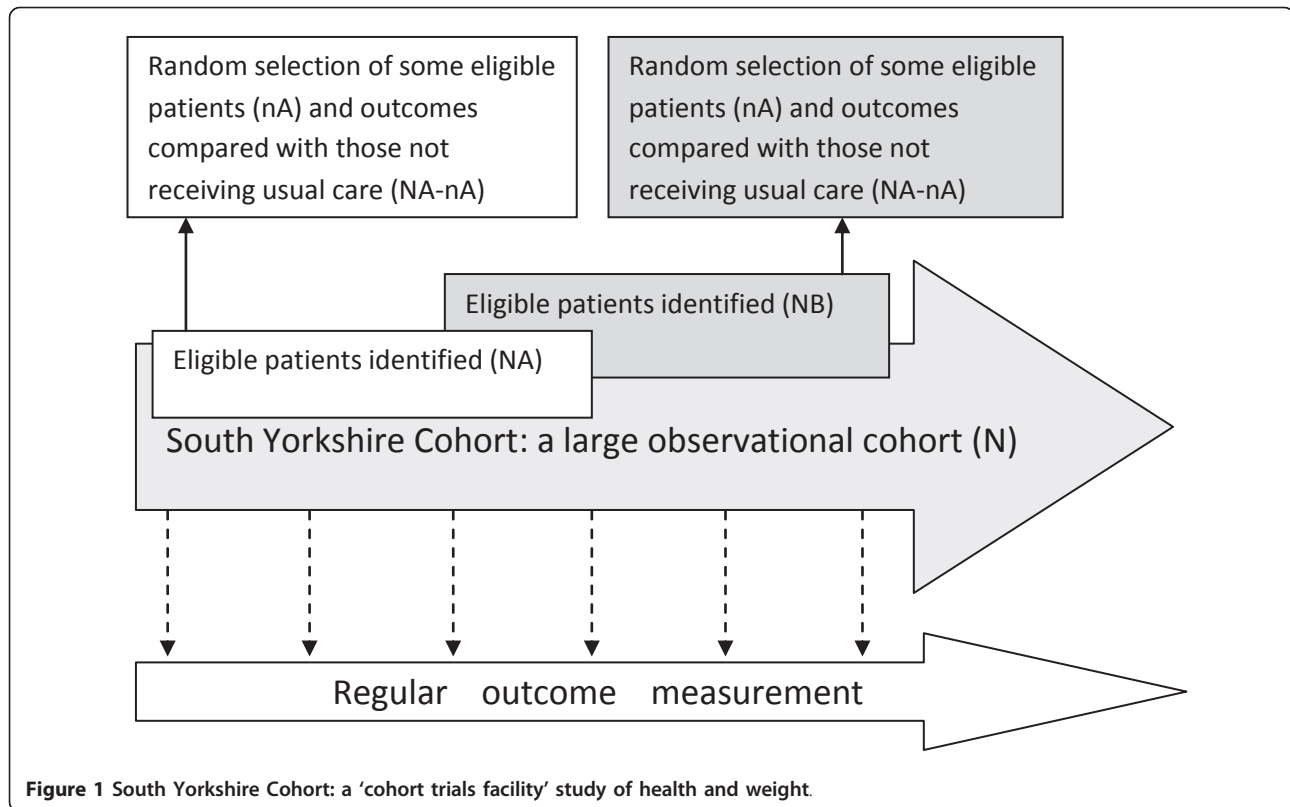 Random selection of some eligible
patients (nA) and outcomes
compared with those not
receiving usual care (NA-nA)
Random selection of some eligible
patients (nA) and outcomes
compared with those not
receiving usual care (NA-nA)
Eligible patients identified (NB)
Eligible patients identified (NA)
South Yorkshire Cohort: a large observational cohort (N)
Regular outcome measurement
Figure 1 South Yorkshire Cohort: a ‘cohort trials facility’ study of health and weight.